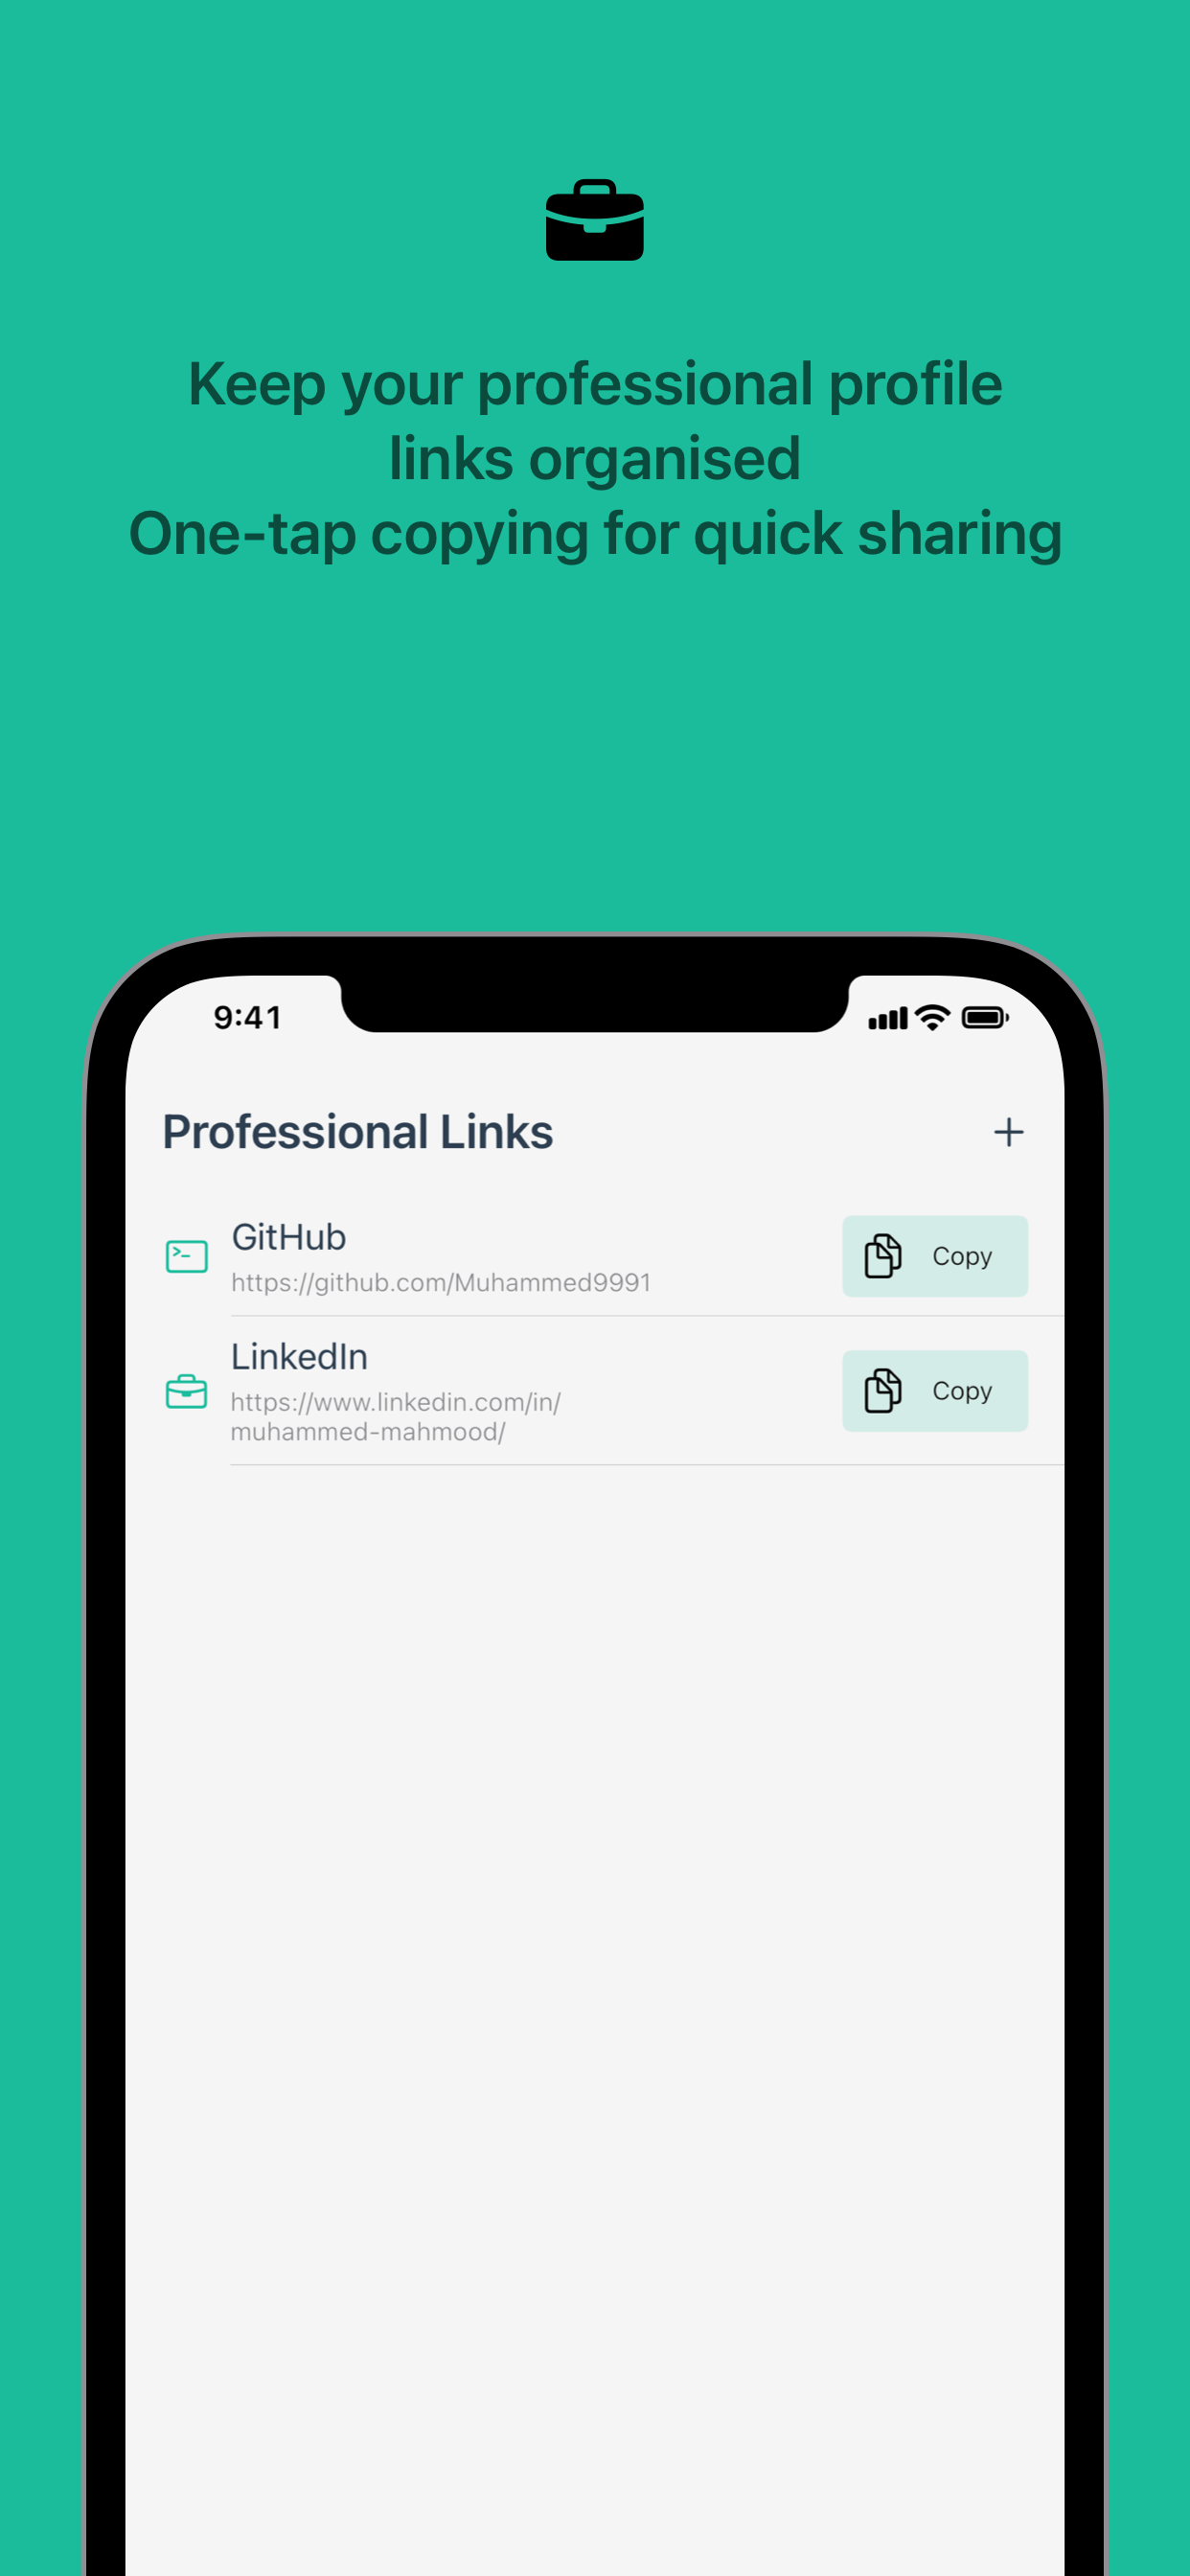 Keep your professional profile
links organised
One-tap copying for quick sharing
9:41
Professional Links
+
GitHub
https://github.com/Muhammed9991
Copy
LinkedIn
https://www.linkedin.com/in/
muhammed-mahmood/
Copy